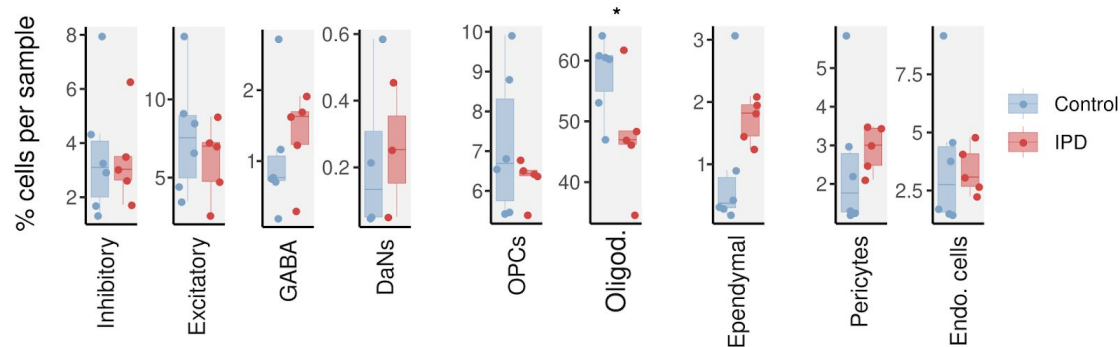 % cells per sample
8
6
4
2
Inhibitory
10
5
Excitatory
2
1
GABA
0.6
0.4
0.2
0.0
DaNs
10
9
8
7
6
OPCs
*
60
50
40
Oligod.
3
2
1
Ependymal
5
4
3
2
Pericytes
7.5
5
2.5
Endo. cells
Control
IPD